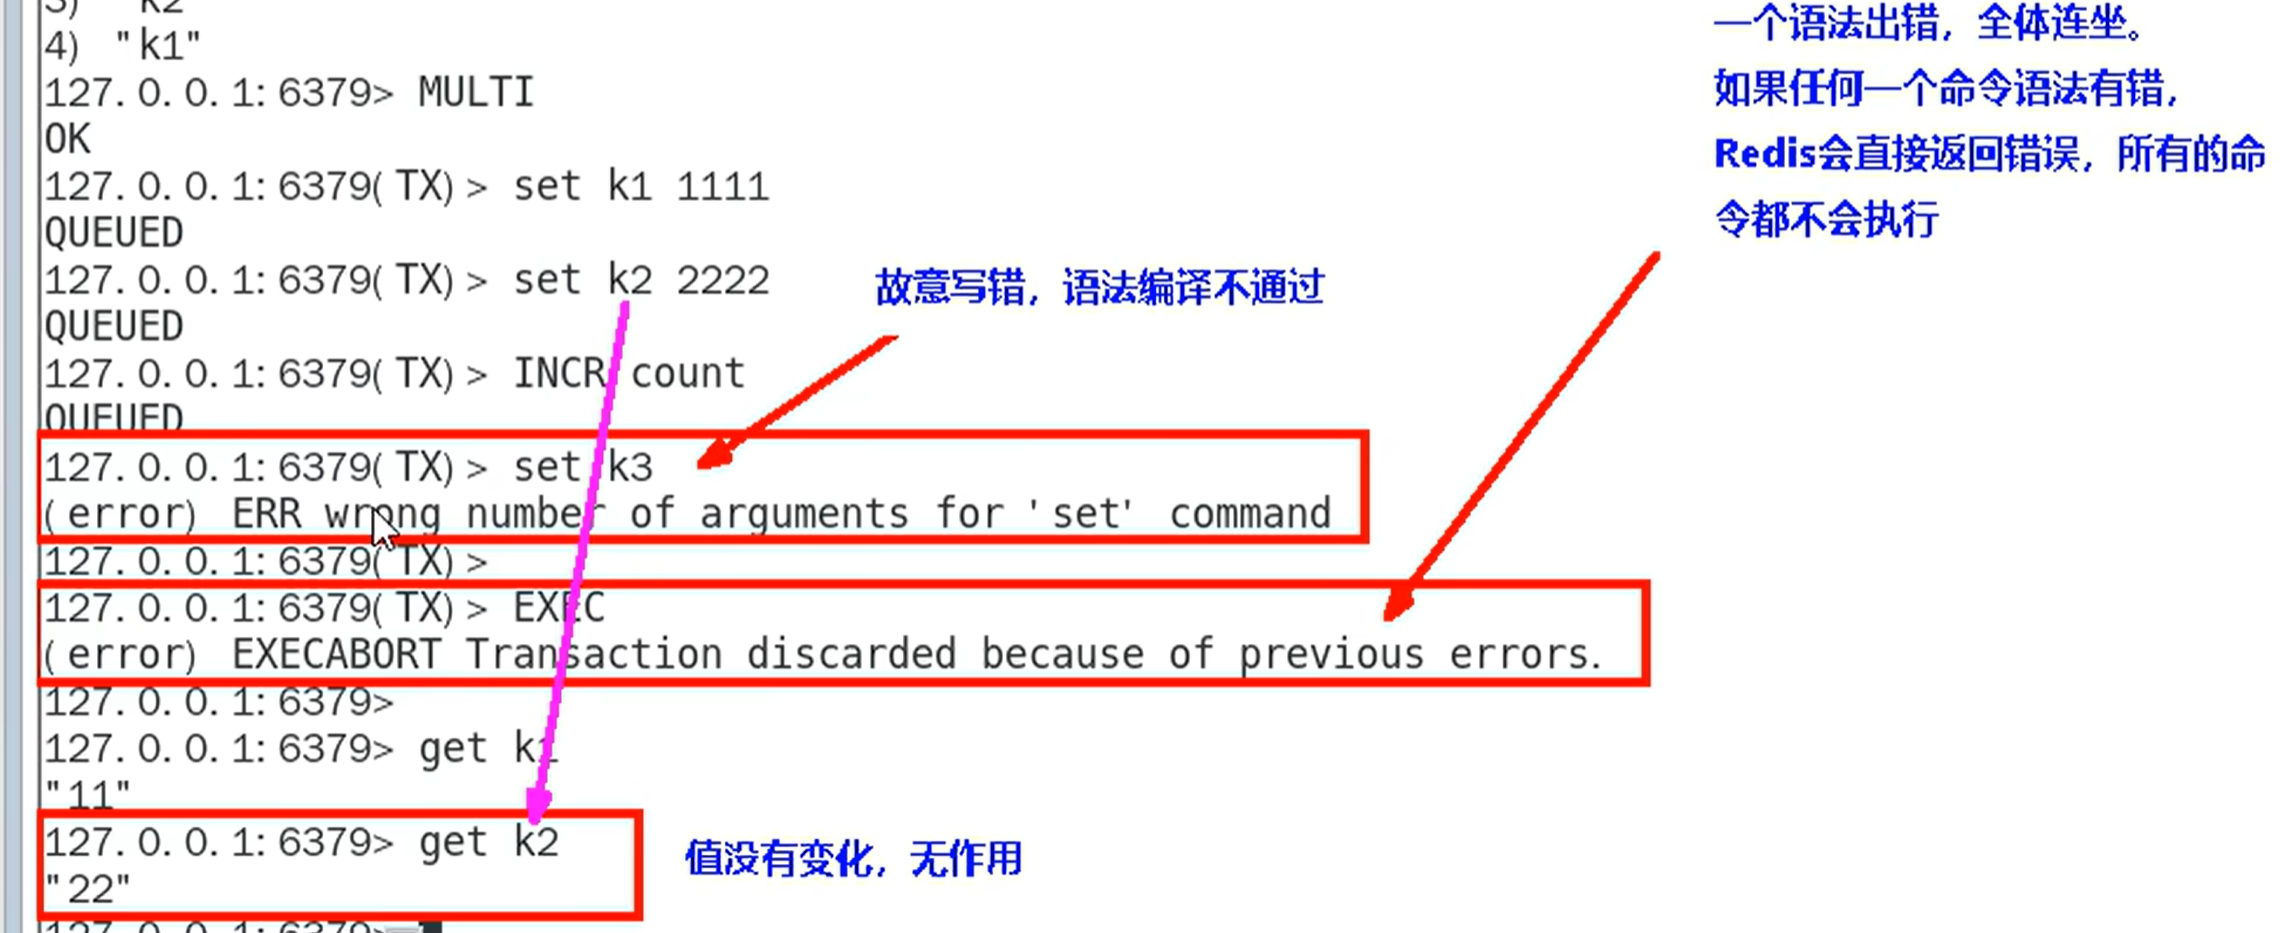 3) "k2
4) "k1"
127.0.0.1:6379> MULTI
OK
127.0.0.1:6379(TX)> set k1 1111
QUEUED
127.0.0.1:6379(TX)> set k2 2222
QUEUED
127.0.0.1:6379(TX)> INCR count
QUEUED
127.0.0.1:6379(TX)> set k3
(error) ERR wrong number of arguments for 'set' command
127.0.0.1:6379(TX)>
127.0.0.1:6379(TX)> EXEC
(error) EXECABORT Transaction discarded because of previous errors.
127.0.0.1:6379>
127.0.0.1:6379> get k1
"11"
127.0.0.1:6379> get k2
"22"
127.0.0.1:6379>
故意写错，语法编译不通过
值没有变化，无作用
一个语法出错，全体连坐。
如果任何一个命令语法有错，
Redis会直接返回错误，所有的命
令都不会执行